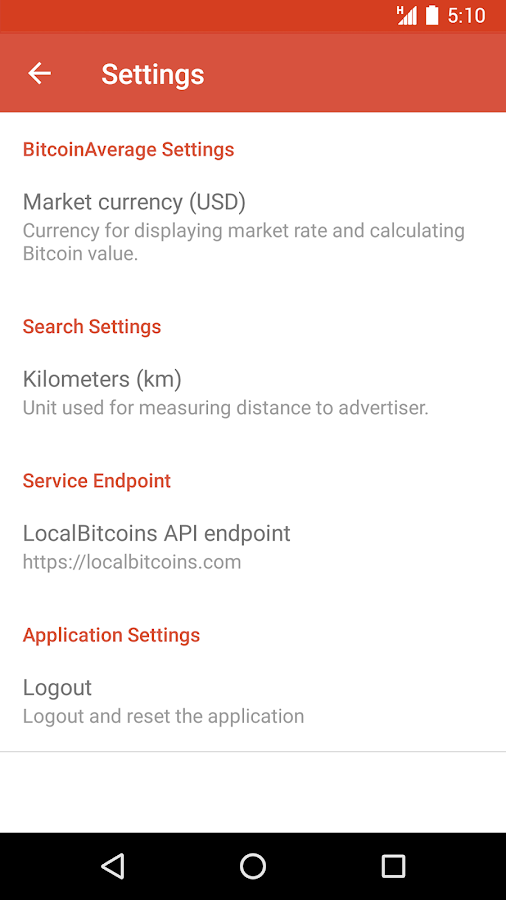 H 5:10
Settings
BitcoinAverage Settings
Market currency (USD)
Currency for displaying market rate and calculating
Bitcoin value.
Search Settings
Kilometers (km)
Unit used for measuring distance to advertiser.
Service Endpoint
LocalBitcoins API endpoint
https://localbitcoins.com
Application Settings
Logout
Logout and reset the application